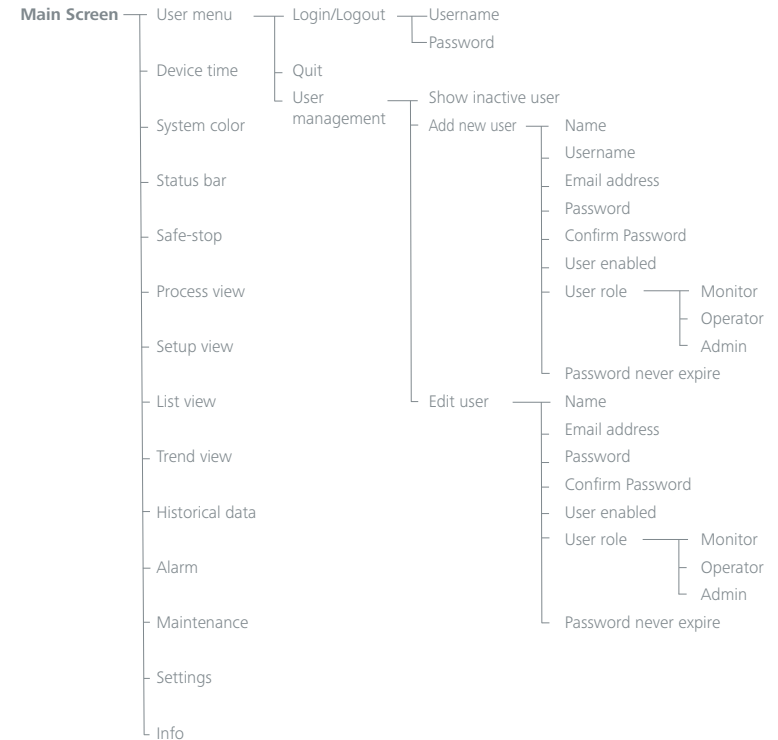 Main Screen User menu Login/Logout Username
Password
Device time Quit
User management Show inactive user
System color Add new user Name
Username
Status bar Email address
Password
Safe-stop Confirm Password
User enabled
Process view User role Monitor
Operator
Setup view Admin
Password never expire
List view Edit user Name
Email address
Trend view Password
Confirm Password
Historical data User enabled
User role Monitor
Alarm Operator
Admin
Maintenance Password never expire
Settings
Info